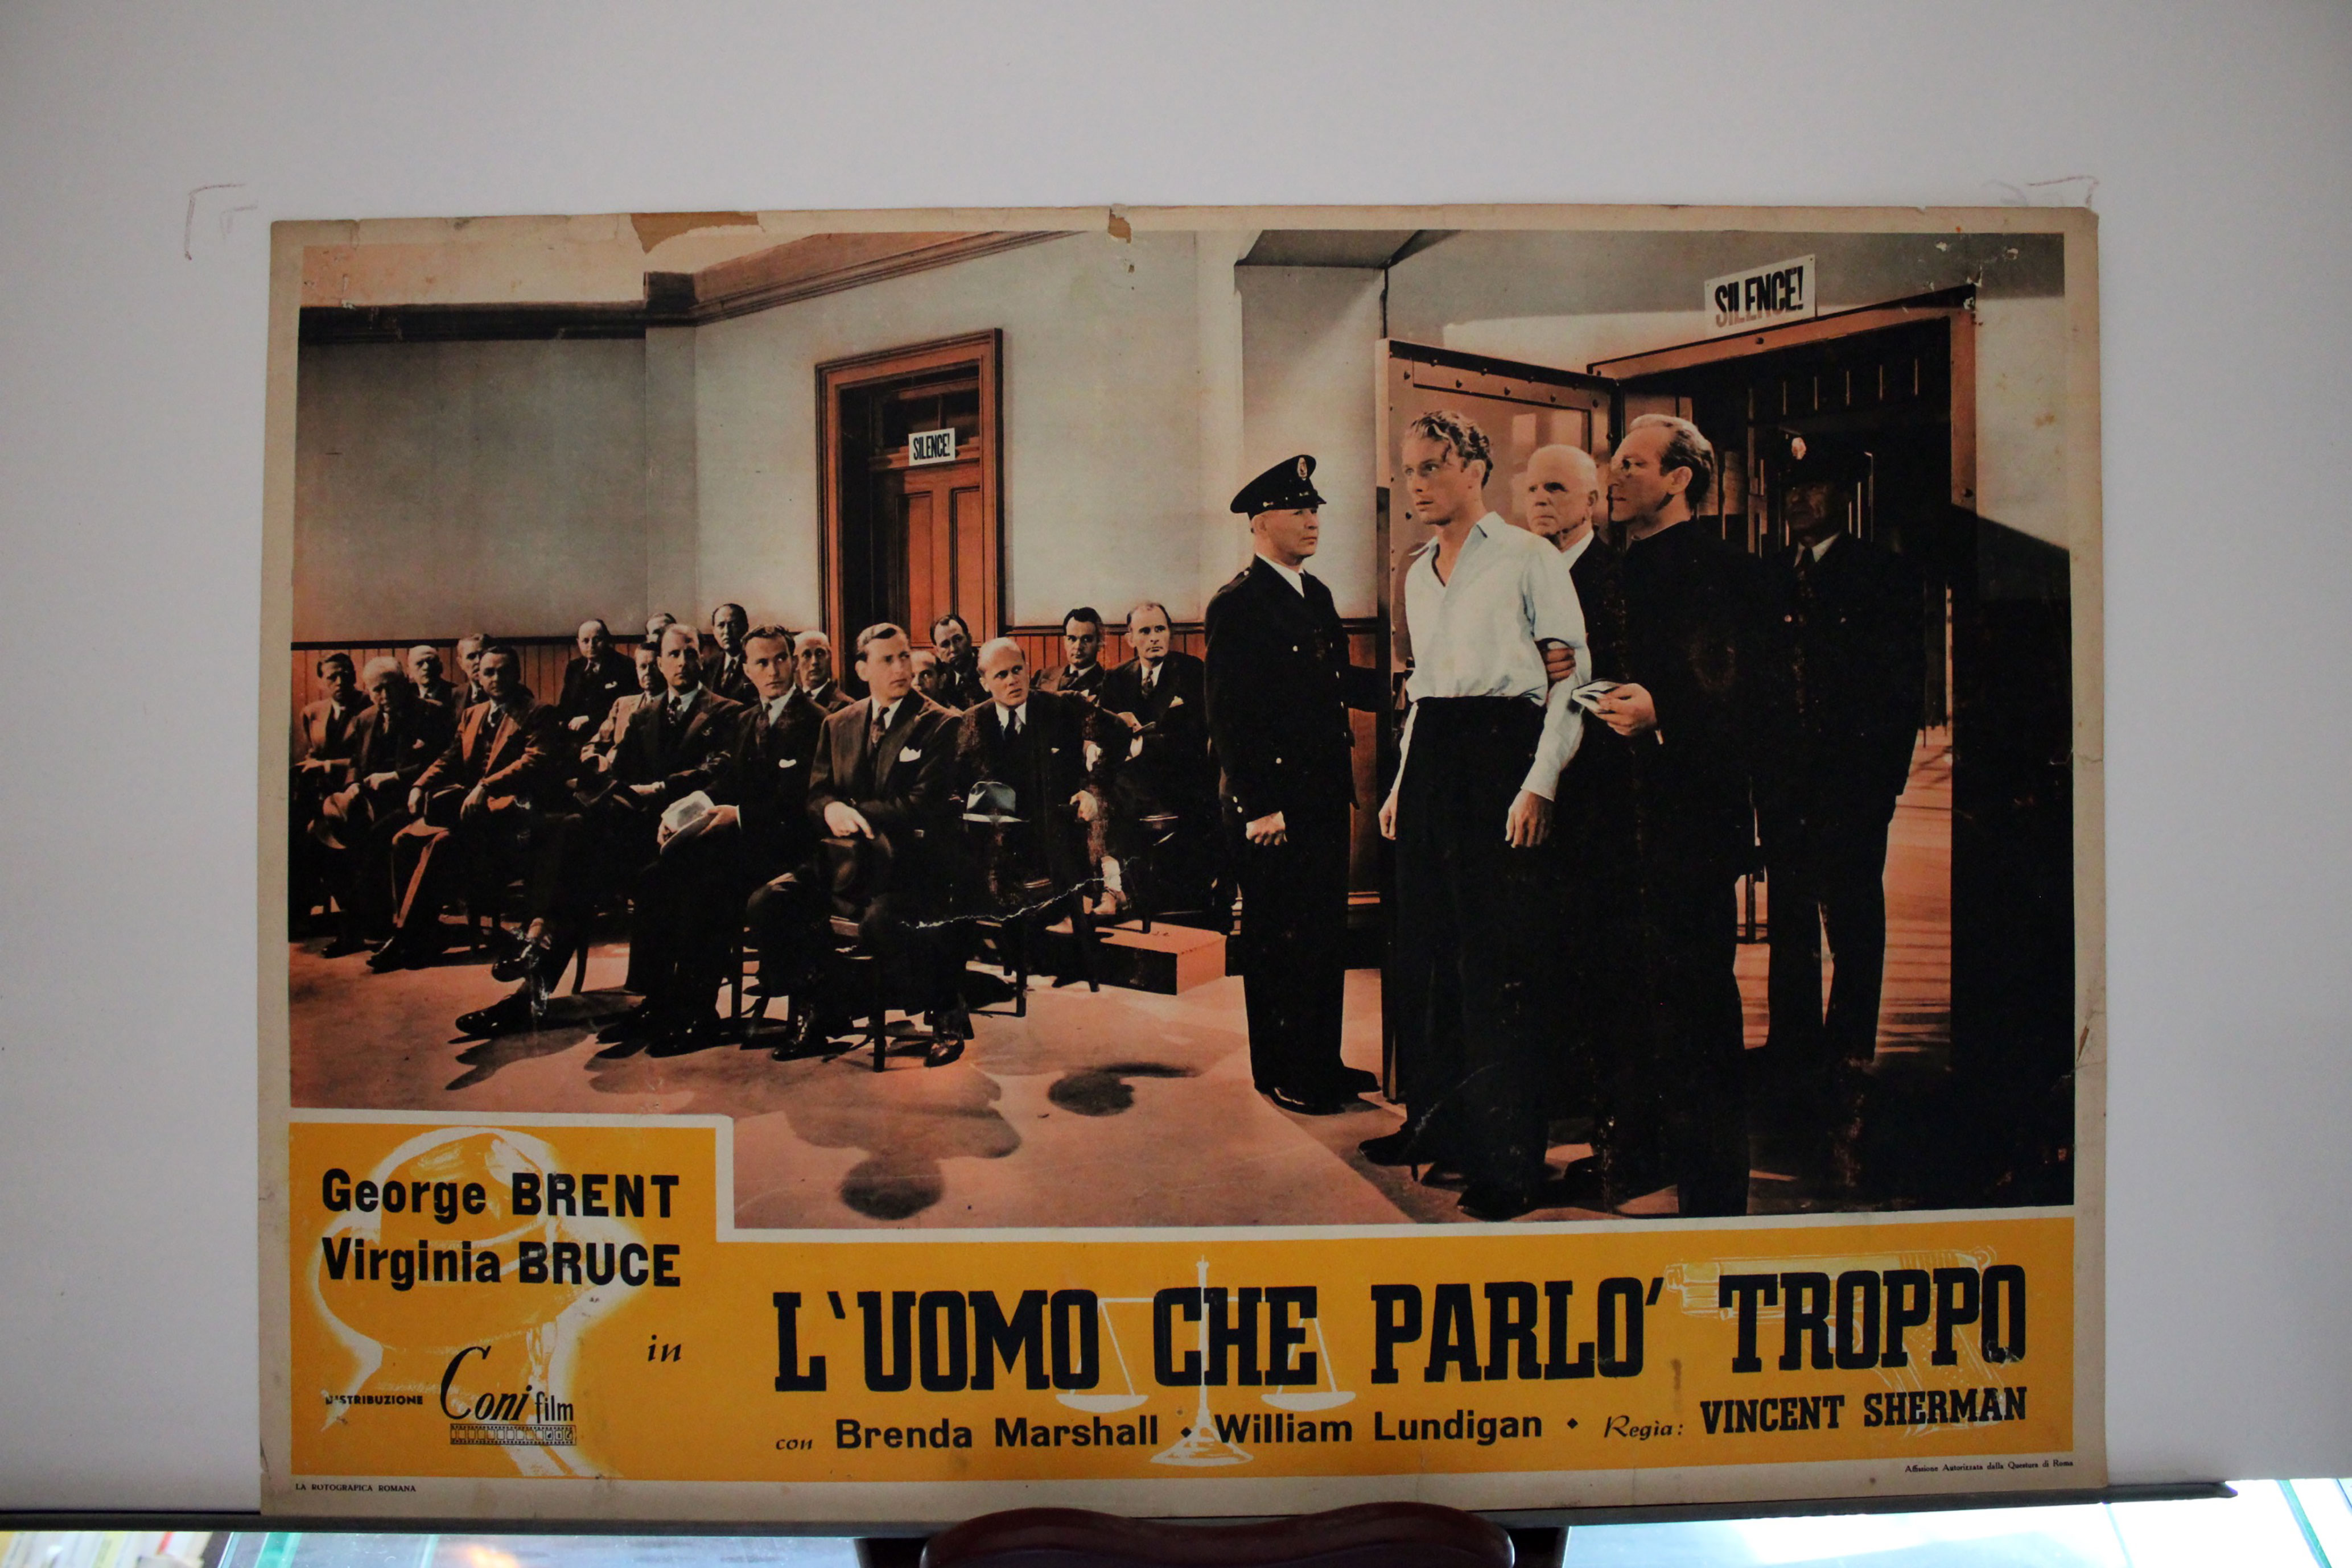 SILENCE!
SILENCE!
George BRENT
Virginia BRUCE
in
DISTRIBUZIONE Coni film
L'UOMO CHE PARLO' TROPPO
con Brenda Marshall • William Lundigan • Regia: VINCENT SHERMAN
LA ROTOGRAFICA ROMANA
Affissione Autorizzata dalla Questura di Roma